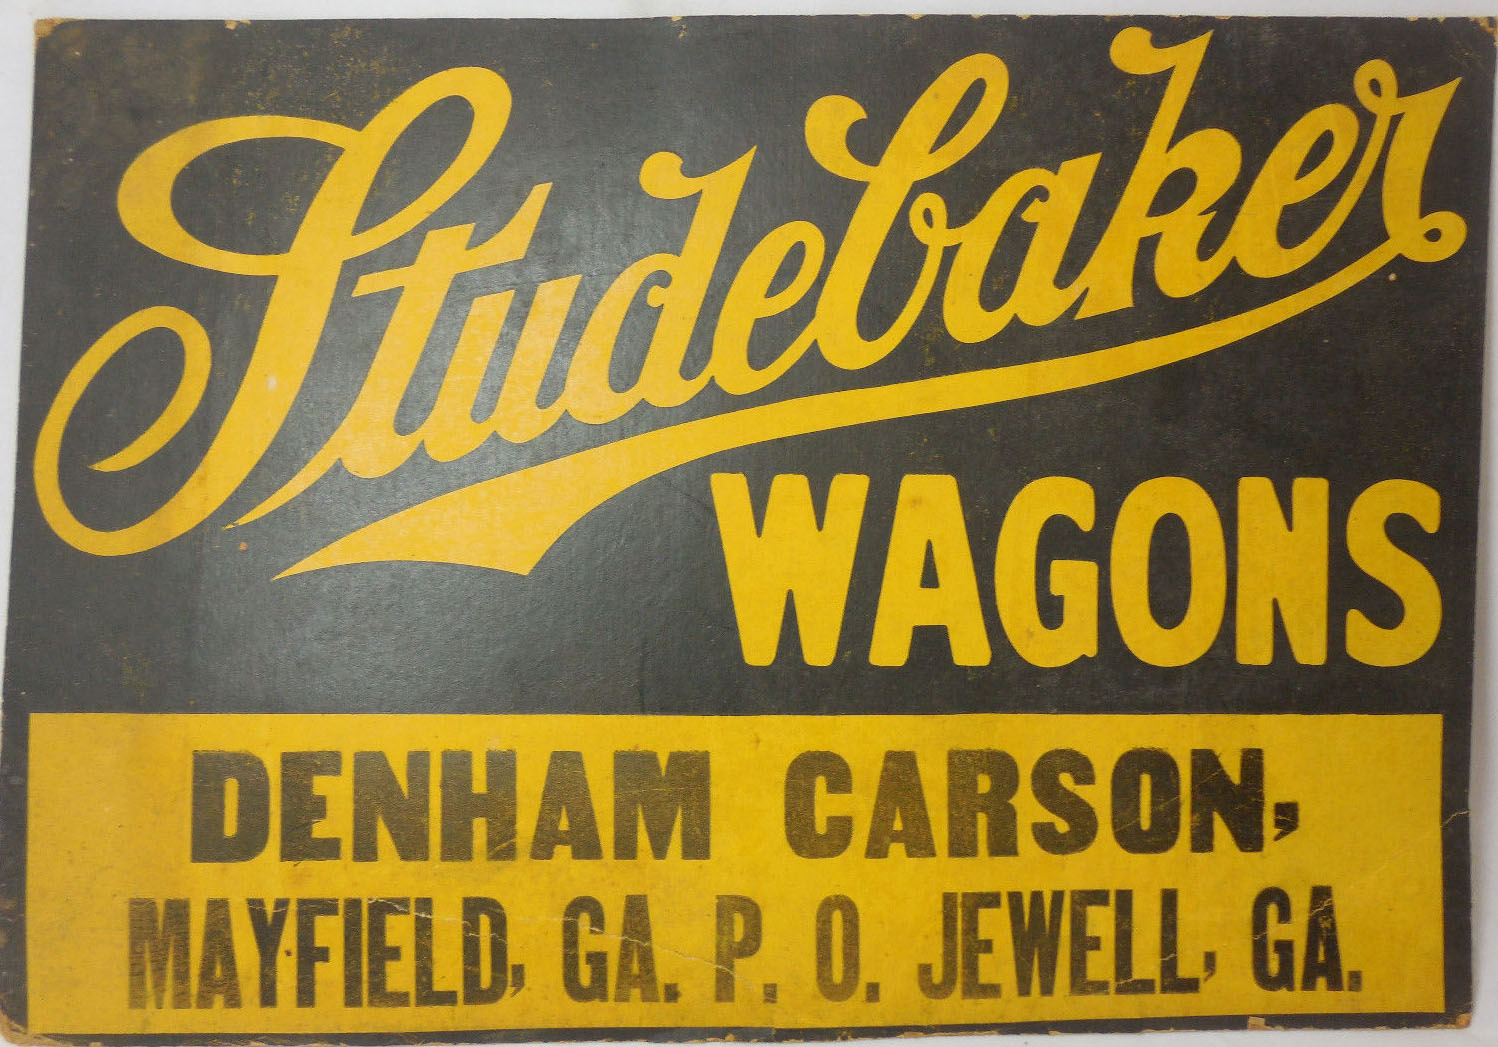 Studebaker
WAGONS
DENHAM CARSON,
MAYFIELD, GA. P. O. JEWELL, GA.